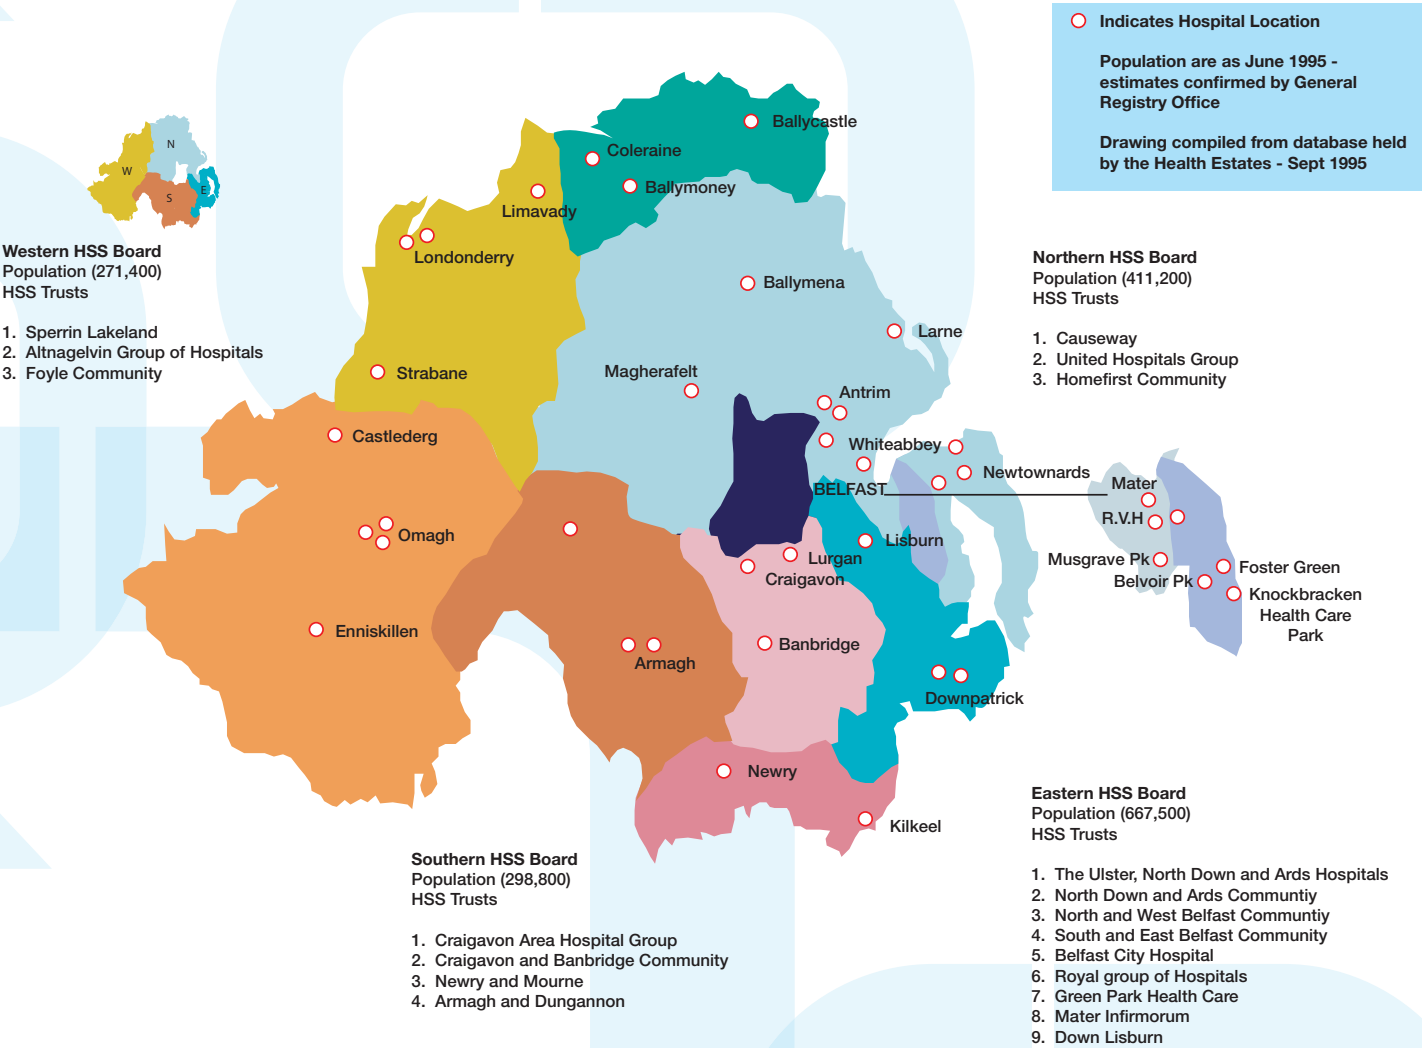 Indicates Hospital Location
Population are as June 1995 -
estimates confirmed by General
Registry Office
Drawing compiled from database held
by the Health Estates - Sept 1995
N
W
E
S
Western HSS Board
Population (271,400)
HSS Trusts
1. Sperrin Lakeland
2. Altnagelvin Group of Hospitals
3. Foyle Community
Ballycastle
Coleraine
Ballymoney
Limavady
Londonderry
Ballymena
Larne
Strabane
Magherafelt
Antrim
Castlederg
Whiteabbey
Newtownards
BELFAST
Omagh
Lisburn
Lurgan
Craigavon
Enniskillen
Banbridge
Armagh
Downpatrick
Newry
Kilkeel
Mater
R.V.H
Musgrave Pk
Belvoir Pk
Foster Green
Knockbracken
Health Care
Park
Northern HSS Board
Population (411,200)
HSS Trusts
1. Causeway
2. United Hospitals Group
3. Homefirst Community
Southern HSS Board
Population (298,800)
HSS Trusts
1. Craigavon Area Hospital Group
2. Craigavon and Banbridge Community
3. Newry and Mourne
4. Armagh and Dungannon
Eastern HSS Board
Population (667,500)
HSS Trusts
1. The Ulster, North Down and Ards Hospitals
2. North Down and Ards Communtiy
3. North and West Belfast Communtiy
4. South and East Belfast Community
5. Belfast City Hospital
6. Royal group of Hospitals
7. Green Park Health Care
8. Mater Infirmorum
9. Down Lisburn